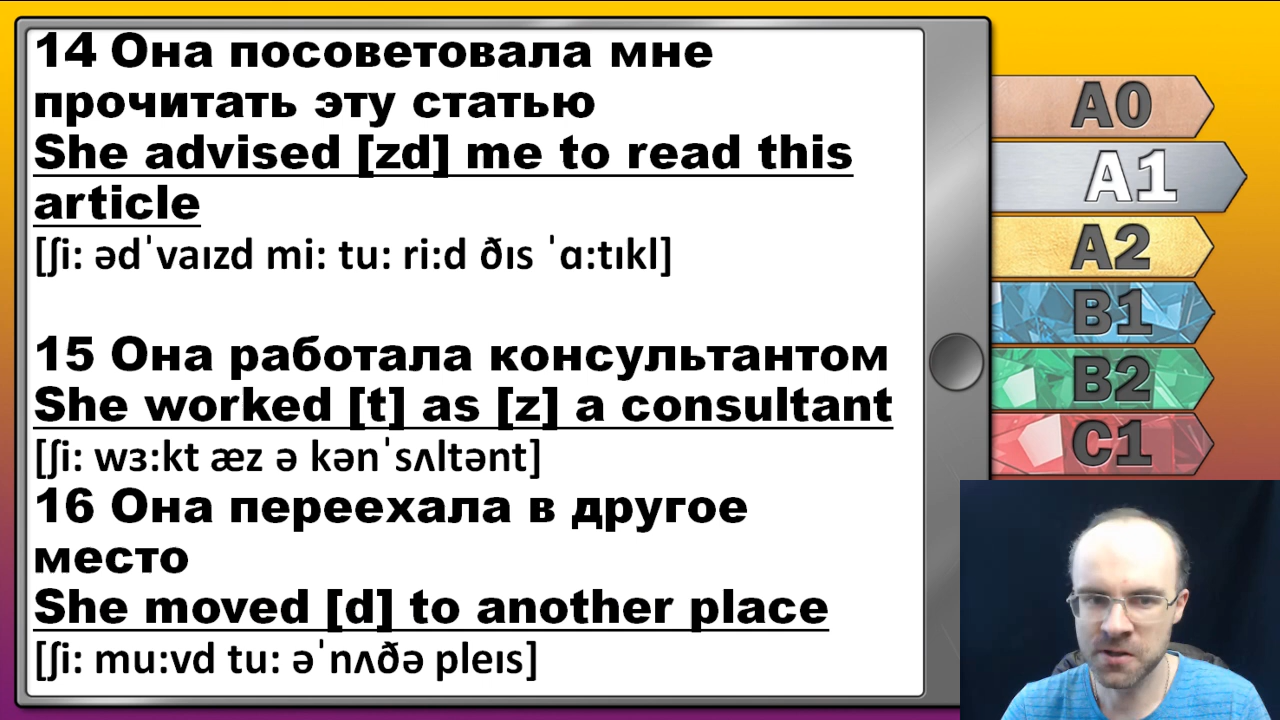 14 Она посоветовала мне
прочитать эту статью
She advised [zd] me to read this
article
[ʃi: ədˈvaɪzd mi: tu: ri:d ðɪs ˈɑ:tɪkl]
15 Она работала консультантом
She worked [t] as [z] a consultant
[ʃi: wɜ:kt æz ə kənˈsʌltənt]
16 Она переехала в другое
место
She moved [d] to another place
[ʃi: mu:vd tu: əˈnʌðə pleɪs]
A0
A1
A2
B1
B2
C1